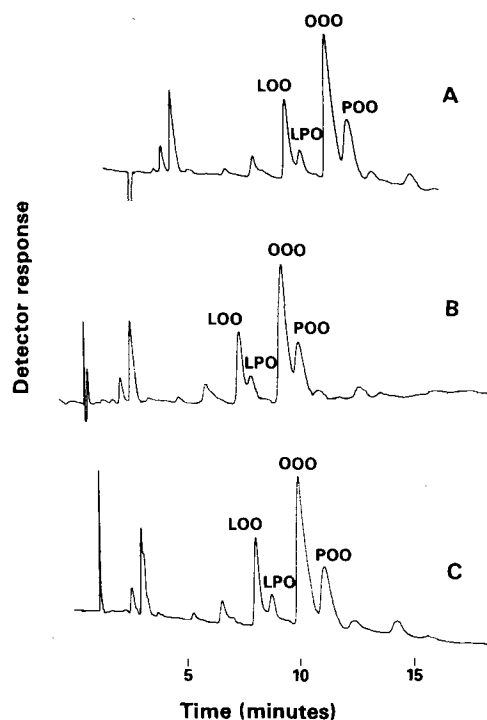 OOO
LOO
POO
LPO
A
OOO
LOO
POO
LPO
B
OOO
LOO
POO
LPO
C
Detector response
5 10 15
Time (minutes)